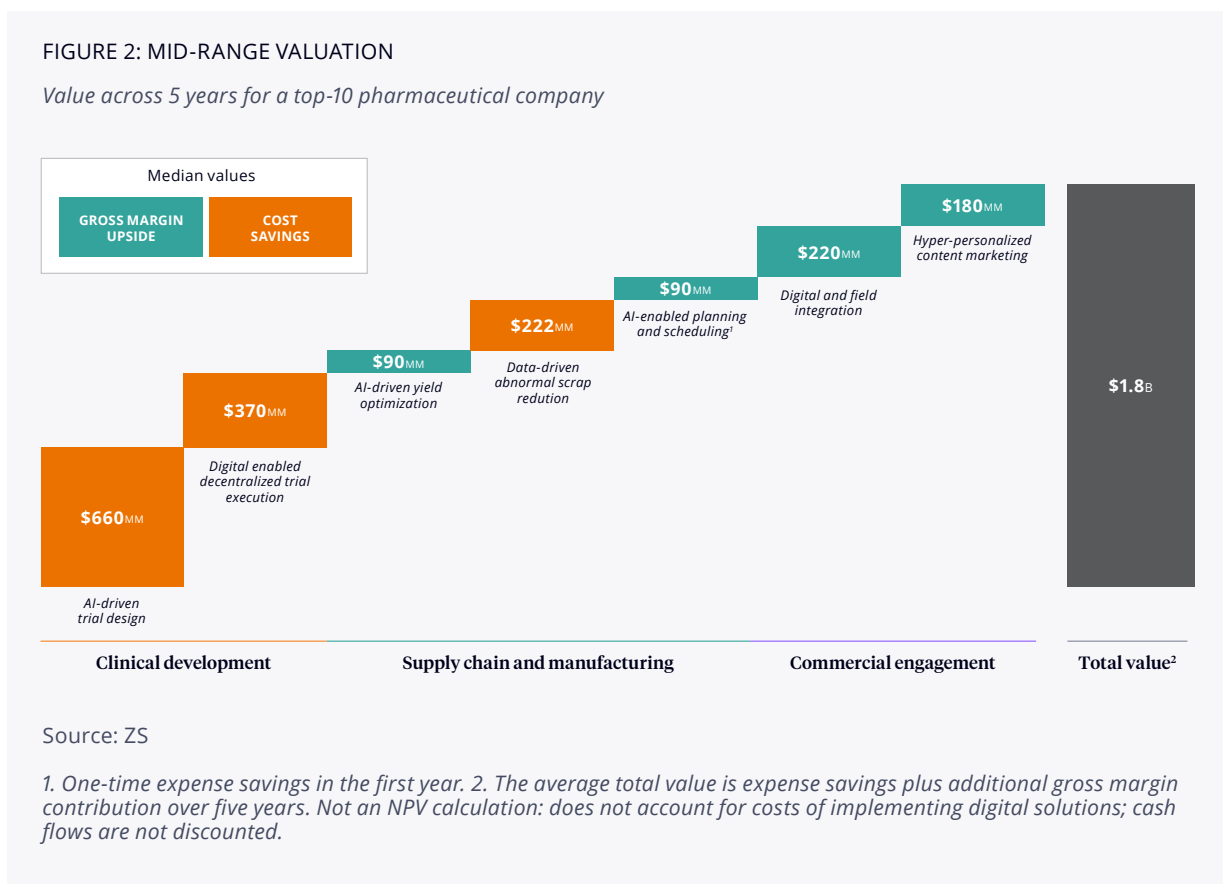 FIGURE 2: MID-RANGE VALUATION
Value across 5 years for a top-10 pharmaceutical company
Median values
GROSS MARGIN
UPSIDE
COST
SAVINGS
$660MM
AI-driven
trial design
$370MM
Digital enabled
decentralized trial
execution
$90MM
AI-driven yield
optimization
$222MM
Data-driven
abnormal scrap
redution
$90MM
AI-enabled planning
and scheduling¹
$220MM
Digital and field
integration
$180MM
Hyper-personalized
content marketing
$1.8B
Clinical development
Supply chain and manufacturing
Commercial engagement
Total value²
Source: ZS
1. One-time expense savings in the first year. 2. The average total value is expense savings plus additional gross margin
contribution over five years. Not an NPV calculation: does not account for costs of implementing digital solutions; cash
flows are not discounted.